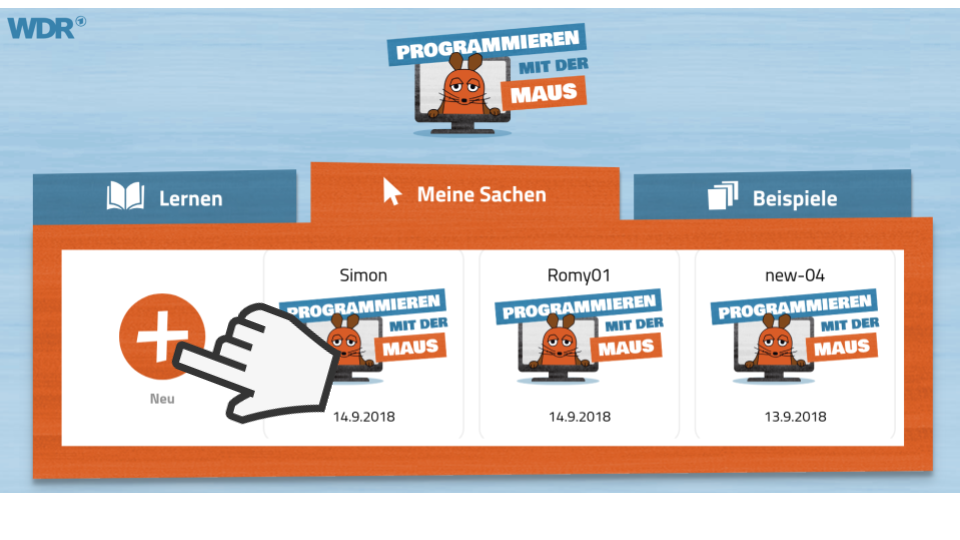 WDR
PROGRAMMIEREN
MIT DER
MAUS
Lernen
Meine Sachen
Beispiele
Neu
Simon
PROGRAMMIEREN
MIT DER
MAUS
14.9.2018
Romy01
PROGRAMMIEREN
MIT DER
MAUS
14.9.2018
new-04
PROGRAMMIEREN
MIT DER
MAUS
13.9.2018